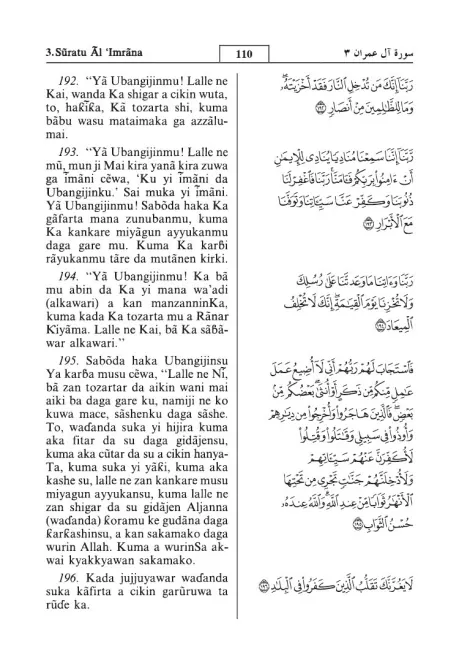 3.Sūratu Āl ‘Imrāna
110
سورة آل عمران ٣
192. “Yā Ubangijinmu! Lalle ne
Kai, wanda Ka shigar a cikin wuta,
to, haƙīƙa, Kā tozarta shi, kuma
bābu wasu mataimaka ga azzālu-
mai.
193. “Yā Ubangijinmu! Lalle ne
mū, mun ji Mai kira yanā kira zuwa
ga īmāni cēwa, ‘Ku yi īmāni da
Ubangijinku.’ Sai muka yi īmāni.
Yā Ubangijinmu! Sabōda haka Ka
gāfarta mana zunubanmu, kuma
Ka kankare miyāgun ayyukanmu
daga gare mu. Kuma Ka karɓi
rāyukanmu tāre da mutānen kirki.
194. “Yā Ubangijinmu! Ka bā
mu abin da Ka yi mana wa’adi
(alkawari) a kan manzanninKa,
kuma kada Ka tozarta mu a Rānar
Ƙiyāma. Lalle ne Kai, bā Ka sāɓā-
war alkawari.”
195. Sabōda haka Ubangijinsu
Ya karɓa musu cēwa, “Lalle ne Nī,
bā zan tozartar da aikin wani mai
aiki ba daga gare ku, namiji ne ko
kuwa mace, sāshenku daga sāshe.
To, waɗanda suka yi hijira kuma
aka fitar da su daga gidājensu,
kuma aka cūtar da su a cikin hanya-
Ta, kuma suka yi yāƙi, kuma aka
kashe su, lalle ne zan kankare musu
miyagun ayyukansu, kuma lalle ne
zan shigar da su gidājen Aljanna
(waɗanda) ƙoramu ke gudāna daga
ƙarƙashinsu, a kan sakamako daga
wurin Allah. Kuma a wurinSa ak-
wai kyakkyawan sakamako.
196. Kada jujjuyawar waɗanda
suka kāfirta a cikin garūruwa ta
rūɗe ka.
رَبَّنَآ إِنَّكَ مَن تُدْخِلِ ٱلنَّارَ فَقَدْ أَخْزَيْتَهُۥ ۖ
وَمَا لِلظَّـٰلِمِينَ مِنْ أَنصَارٍ ١٩٢
رَّبَّنَآ إِنَّنَا سَمِعْنَا مُنَادِيًا يُنَادِى لِلْإِيمَـٰنِ
أَنْ ءَامِنُوا۟ بِرَبِّكُمْ فَـَٔامَنَّا ۚ رَبَّنَا فَٱغْفِرْ لَنَا
ذُنُوبَنَا وَكَفِّرْ عَنَّا سَيِّـَٔاتِنَا وَتَوَفَّنَا
مَعَ ٱلْأَبْرَارِ ١٩٣
رَبَّنَا وَءَاتِنَا مَا وَعَدتَّنَا عَلَىٰ رُسُلِكَ
وَلَا تُخْزِنَا يَوْمَ ٱلْقِيَـٰمَةِ ۗ إِنَّكَ لَا تُخْلِفُ
ٱلْمِيعَادَ ١٩٤
فَٱسْتَجَابَ لَهُمْ رَبُّهُمْ أَنِّى لَآ أُضِيعُ عَمَلَ
عَـٰمِلٍ مِّنكُم مِّن ذَكَرٍ أَوْ أُنثَىٰ ۖ بَعْضُكُم مِّنۢ
بَعْضٍ ۖ فَٱلَّذِينَ هَاجَرُوا۟ وَأُخْرِجُوا۟ مِن دِيَـٰرِهِمْ
وَأُوذُوا۟ فِى سَبِيلِى وَقَـٰتَلُوا۟ وَقُتِلُوا۟
لَأُكَفِّرَنَّ عَنْهُمْ سَيِّـَٔاتِهِمْ
وَلَأُدْخِلَنَّهُمْ جَنَّـٰتٍ تَجْرِى مِن تَحْتِهَا
ٱلْأَنْهَـٰرُ ثَوَابًا مِّنْ عِندِ ٱللَّهِ ۗ وَٱللَّهُ عِندَهُۥ
حُسْنُ ٱلثَّوَابِ ١٩٥
لَا يَغُرَّنَّكَ تَقَلُّبُ ٱلَّذِينَ كَفَرُوا۟ فِى ٱلْبِلَـٰدِ ١٩٦